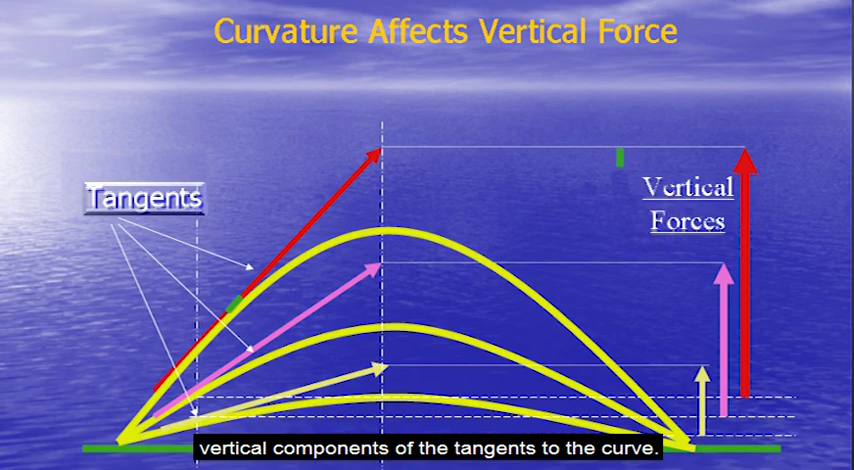 Curvature Affects Vertical Force
Tangents
Vertical
Forces
vertical components of the tangents to the curve.